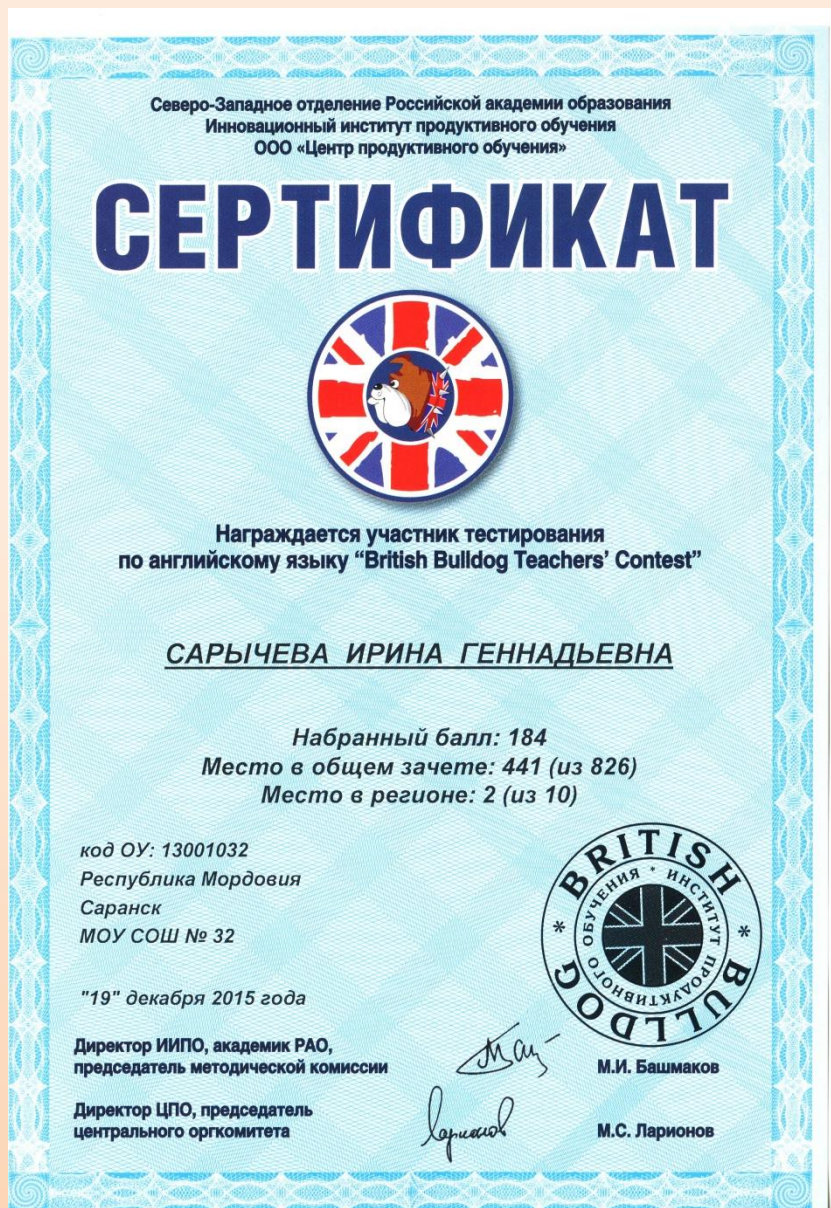 Северо-Западное отделение Российской академии образования
Инновационный институт продуктивного обучения
ООО «Центр продуктивного обучения»
СЕРТИФИКАТ
Награждается участник тестирования
по английскому языку “British Bulldog Teachers’ Contest”
САРЫЧЕВА ИРИНА ГЕННАДЬЕВНА
Набранный балл: 184
Место в общем зачете: 441 (из 826)
Место в регионе: 2 (из 10)
код ОУ: 13001032
Республика Мордовия
Саранск
МОУ СОШ № 32
"19" декабря 2015 года
BRITISH * BULLDOG *
ИНСТИТУТ ПРОДУКТИВНОГО ОБУЧЕНИЯ *
Директор ИИПО, академик РАО,
председатель методической комиссии
М.И. Башмаков
Директор ЦПО, председатель
центрального оргкомитета
Ларионов
М.С. Ларионов